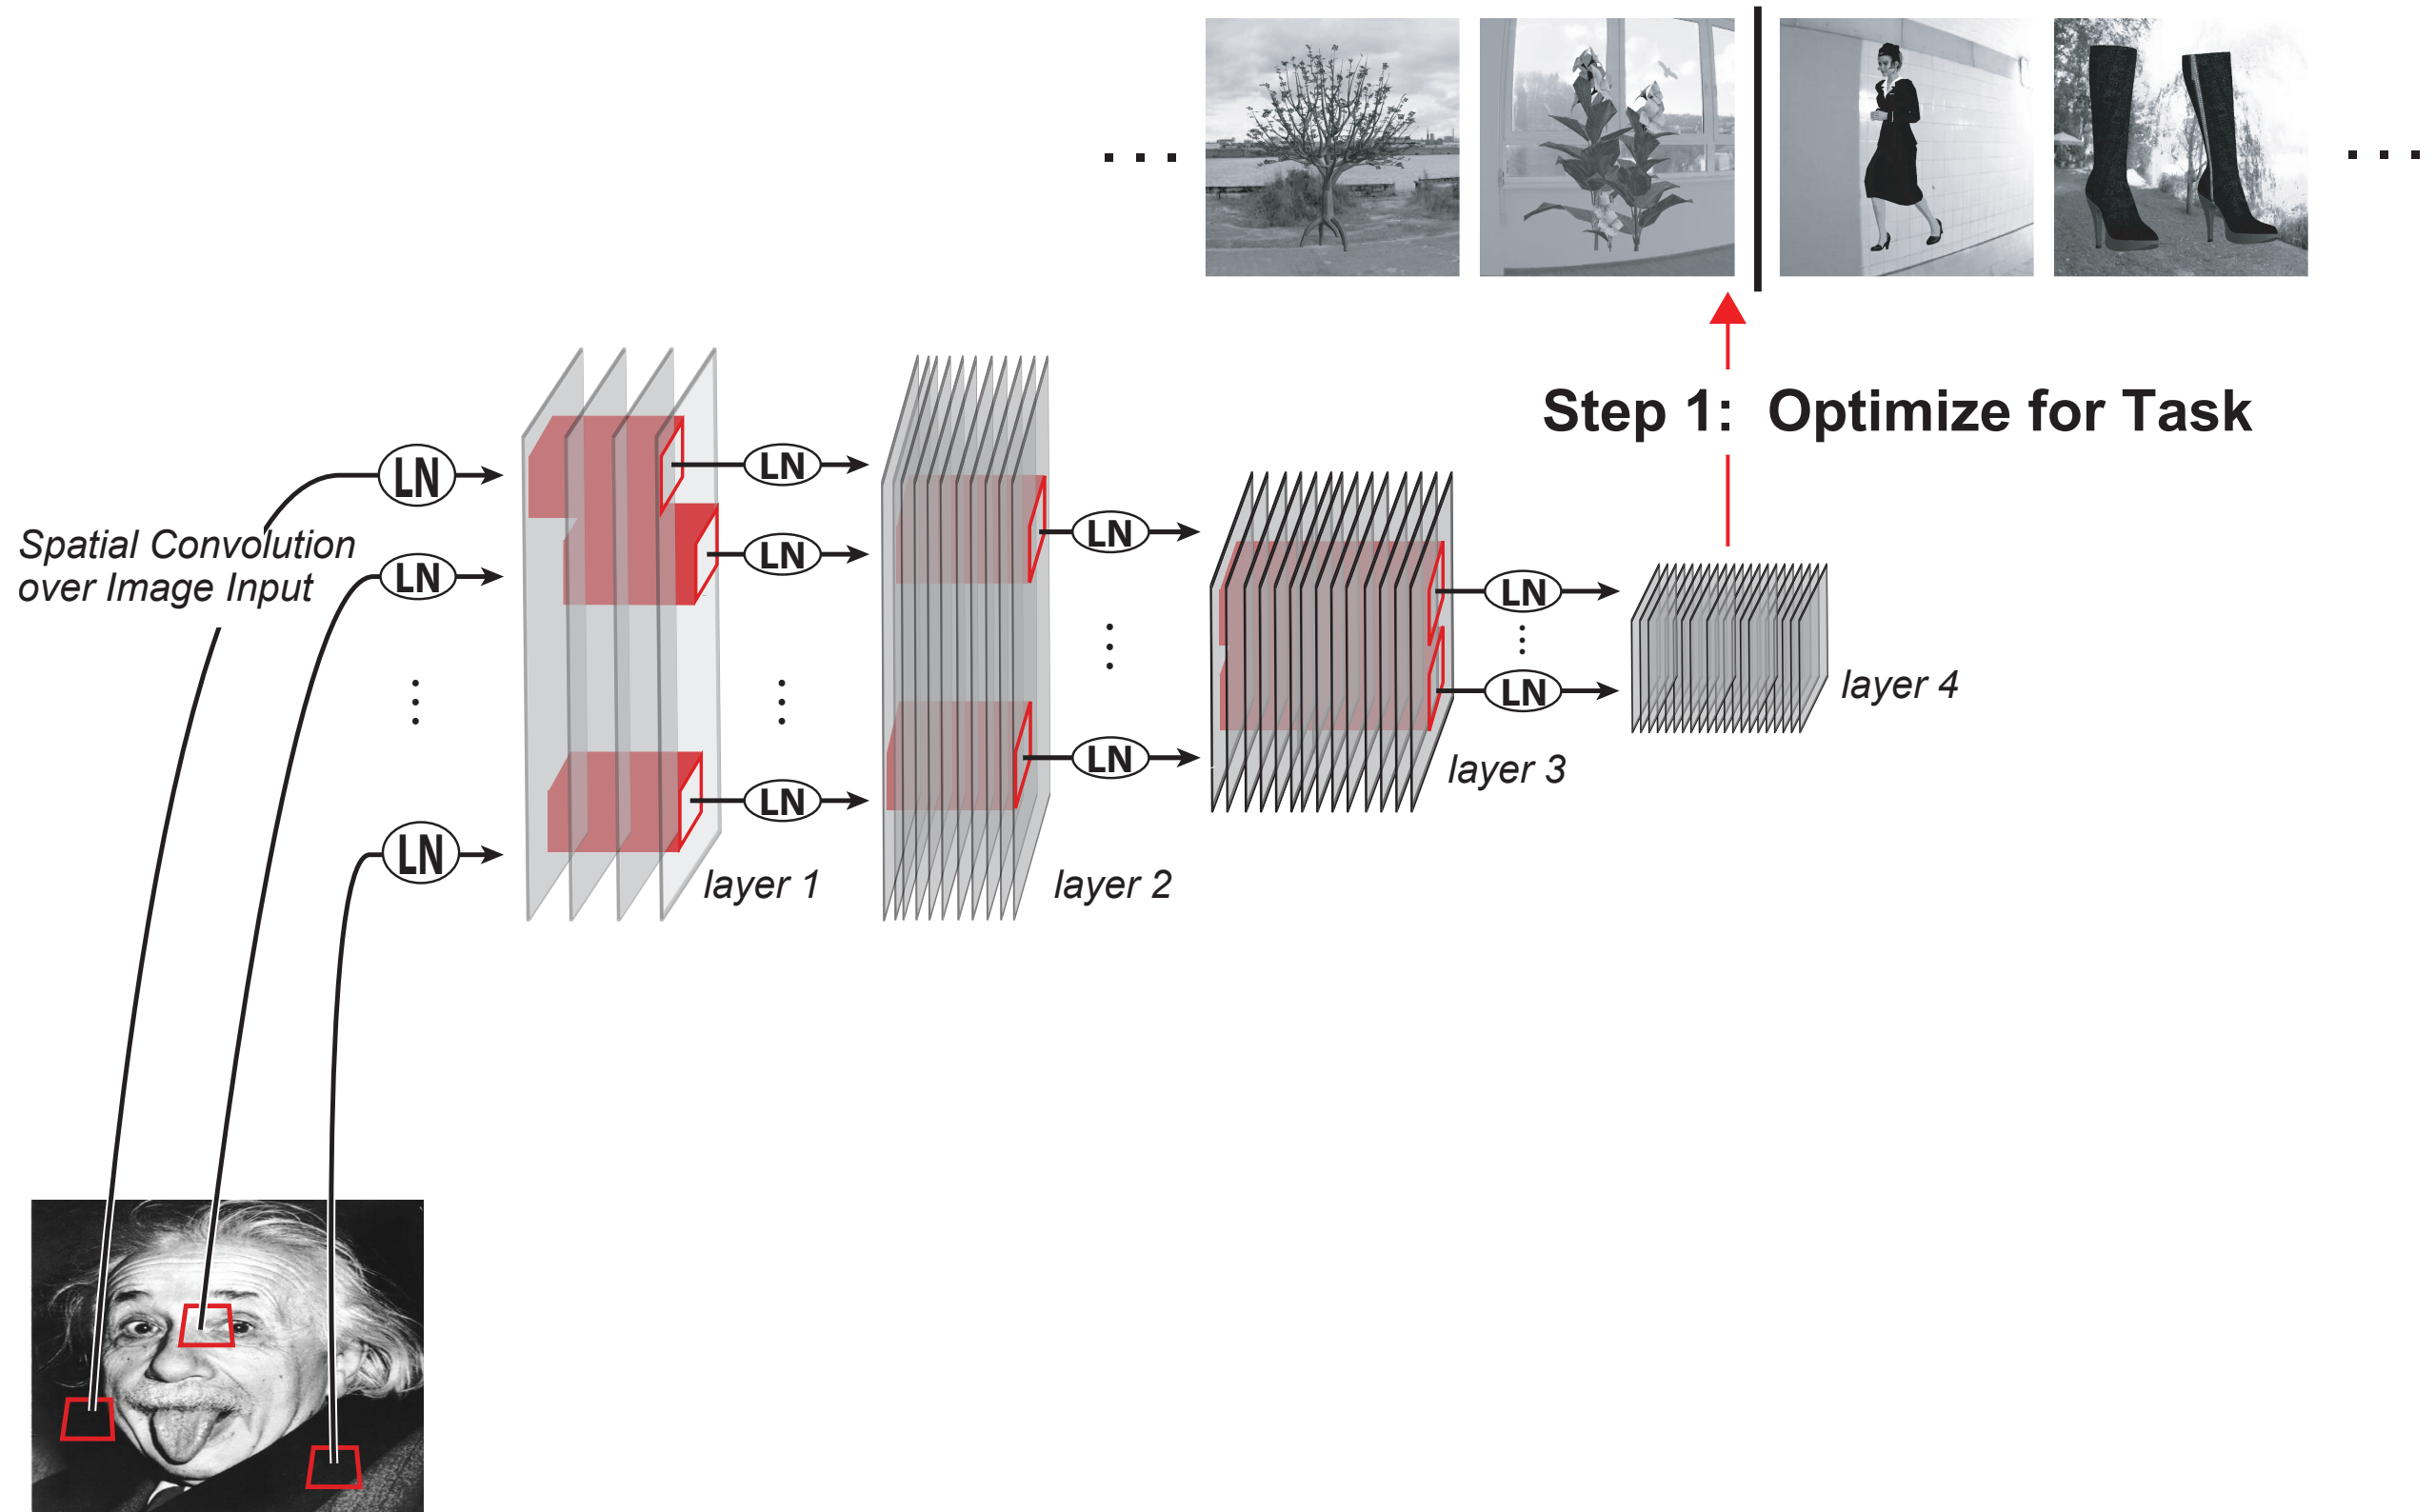 Step 1: Optimize for Task
LN
LN
LN
LN
Spatial Convolution
over Image Input
LN
LN
LN
LN
LN
layer 4
LN
layer 3
LN
layer 1
layer 2